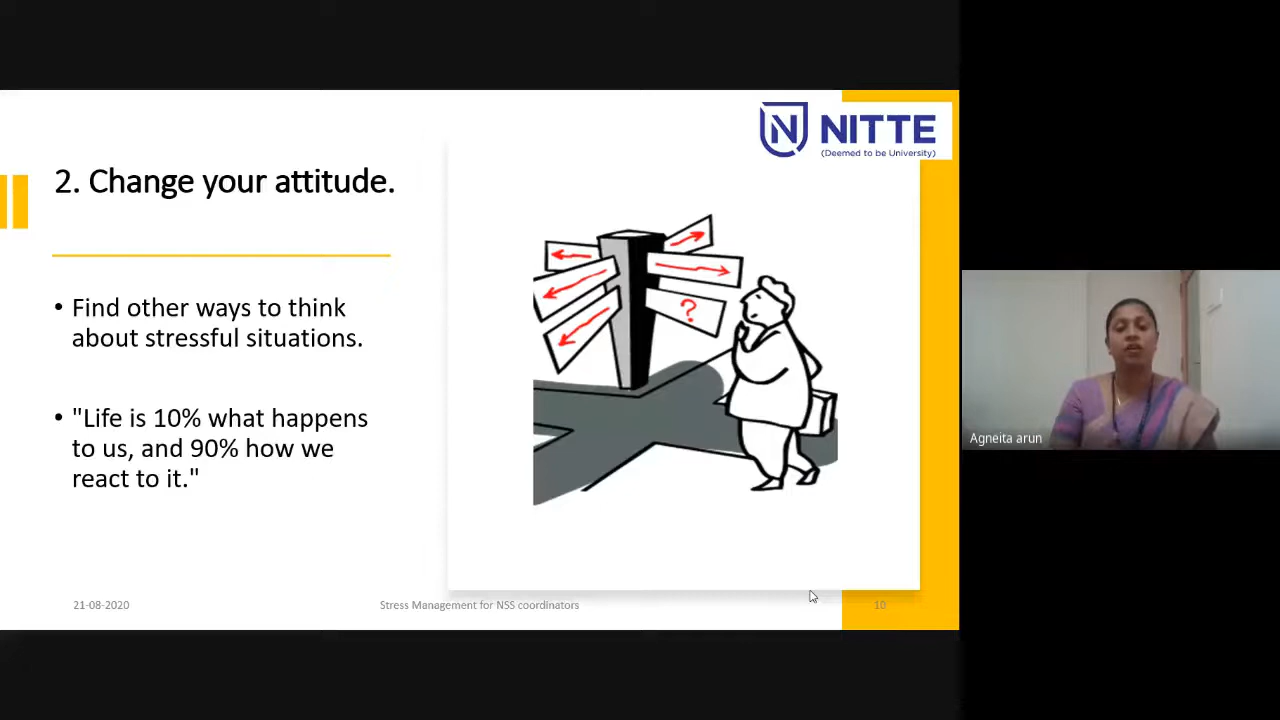 NITTE
(Deemed to be University)
2. Change your attitude.
• Find other ways to think
about stressful situations.
• "Life is 10% what happens
to us, and 90% how we
react to it."
?
Agneita arun
21-08-2020
Stress Management for NSS coordinators
10